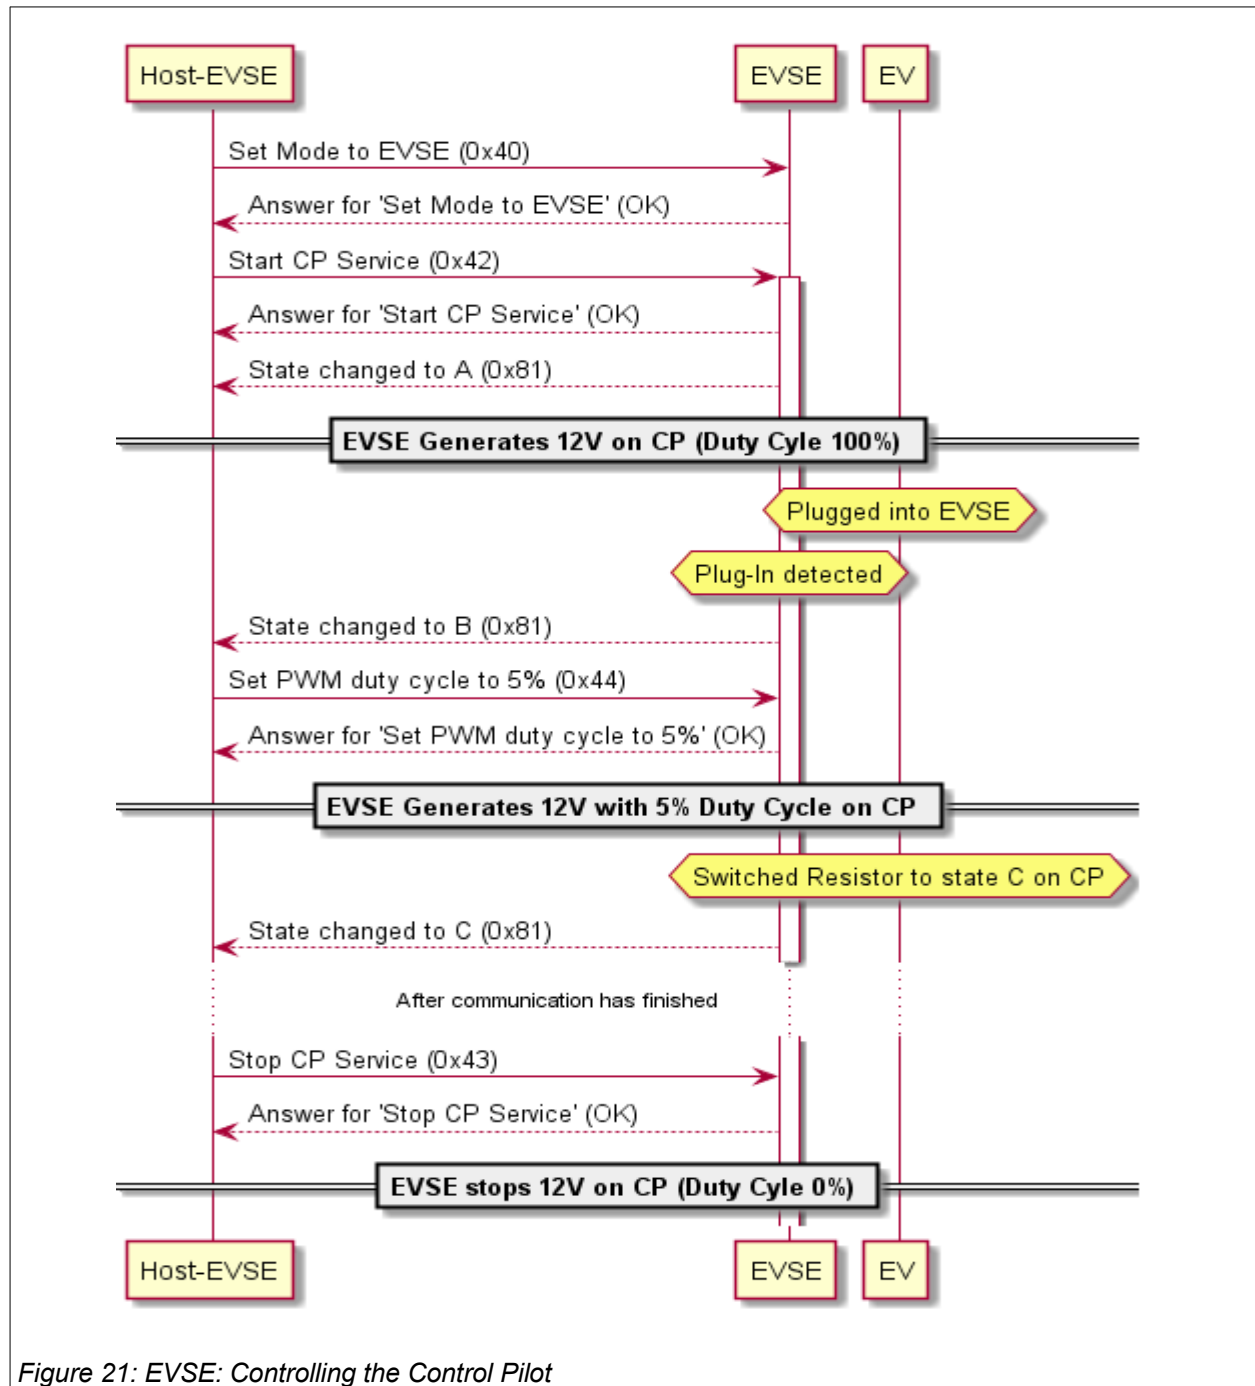 Host-EVSE EVSE EV
Set Mode to EVSE (0x40)
Answer for 'Set Mode to EVSE' (OK)
Start CP Service (0x42)
Answer for 'Start CP Service' (OK)
State changed to A (0x81)
EVSE Generates 12V on CP (Duty Cyle 100%)
Plugged into EVSE
Plug-In detected
State changed to B (0x81)
Set PWM duty cycle to 5% (0x44)
Answer for 'Set PWM duty cycle to 5%' (OK)
EVSE Generates 12V with 5% Duty Cycle on CP
Switched Resistor to state C on CP
State changed to C (0x81)
After communication has finished
Stop CP Service (0x43)
Answer for 'Stop CP Service' (OK)
EVSE stops 12V on CP (Duty Cyle 0%)
Host-EVSE EVSE EV
Figure 21: EVSE: Controlling the Control Pilot